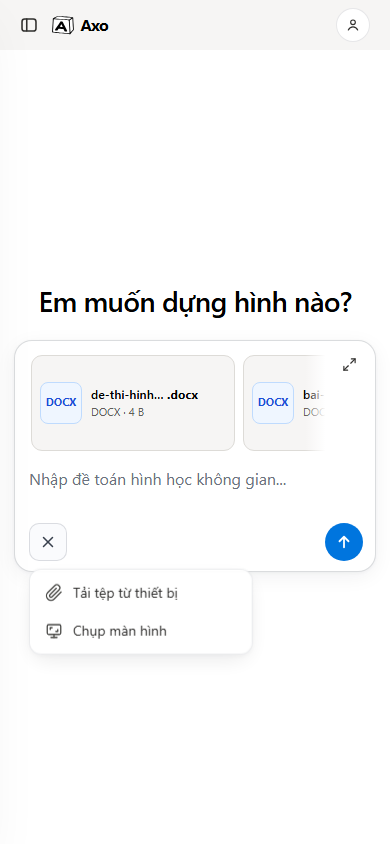 A Axo
Em muốn dựng hình nào?
DOCX
de-thi-hinh... .docx
DOCX · 4 B
DOCX
bai-
DOC
Nhập đề toán hình học không gian...
Tải tệp từ thiết bị
Chụp màn hình